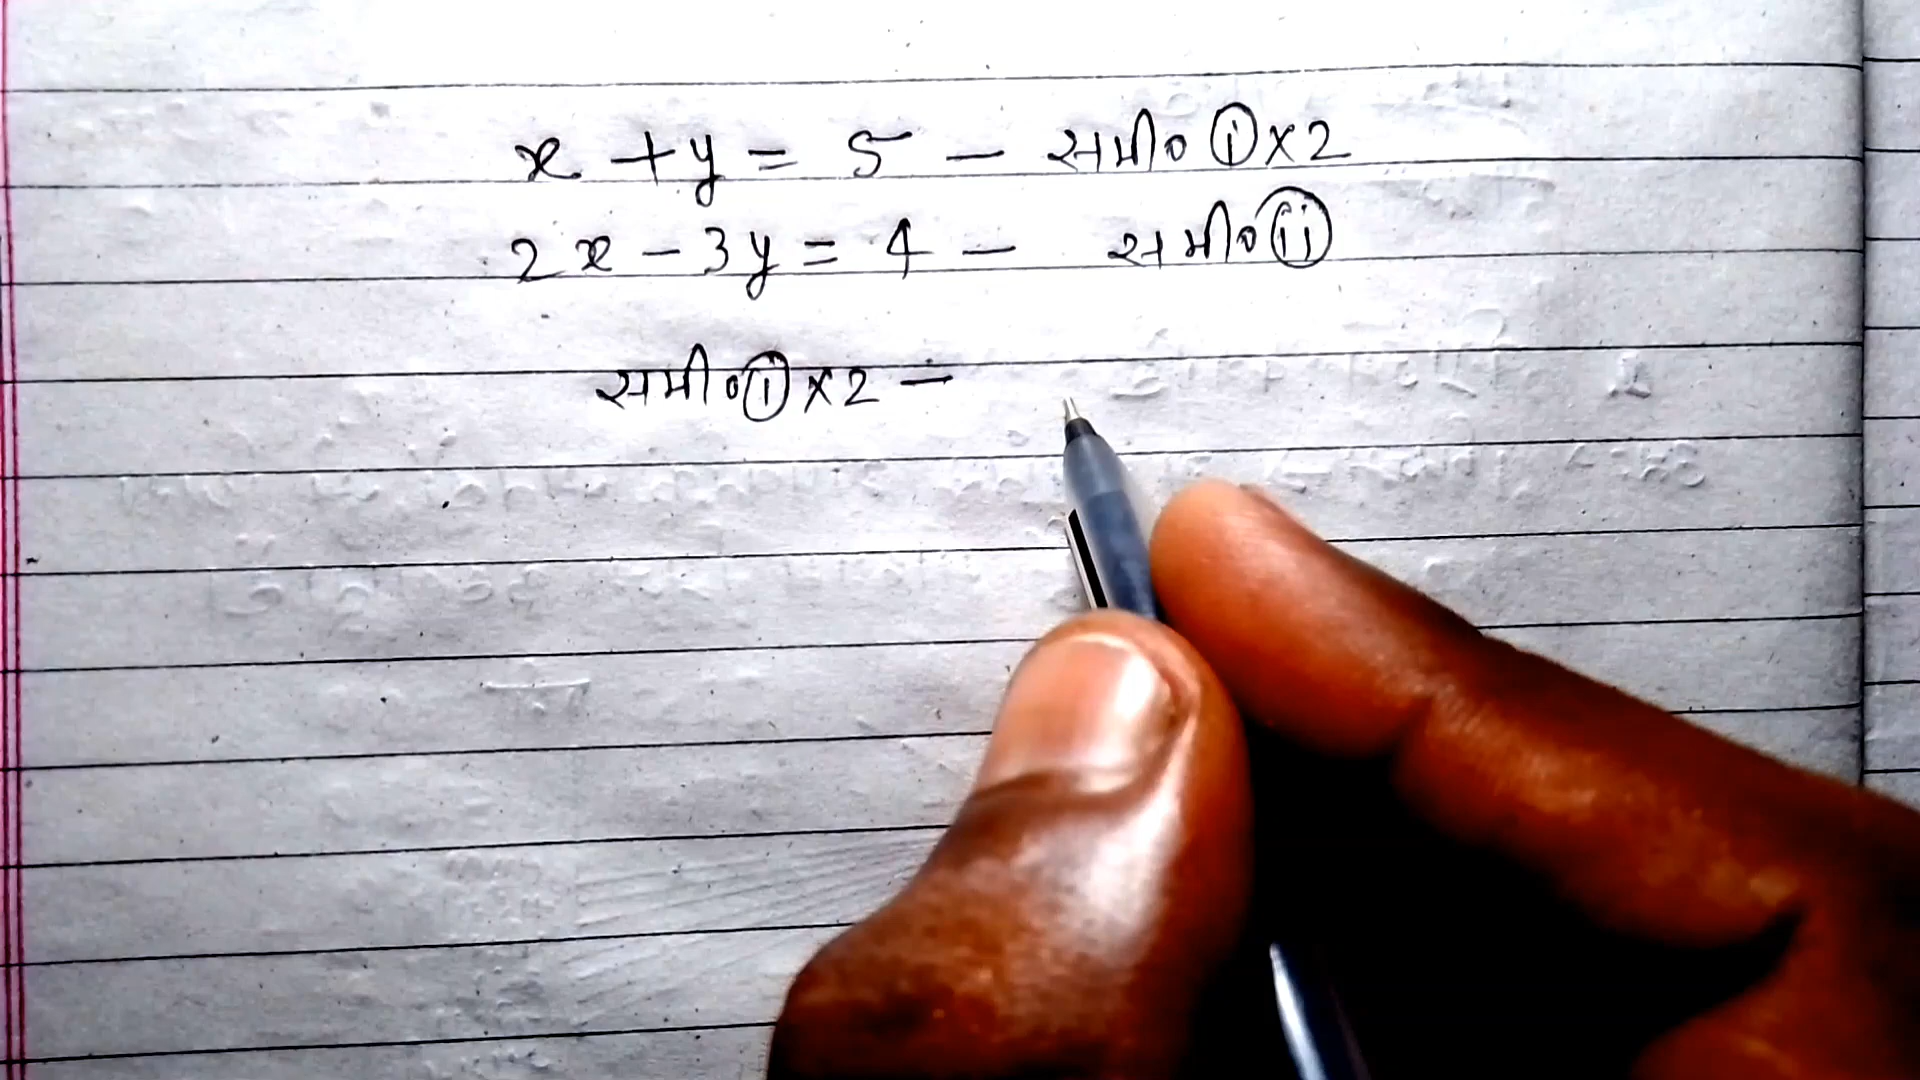 x + y = 5 — समी० (i) × 2
2x - 3y = 4 — समी० (ii)
समी० (i) × 2 —